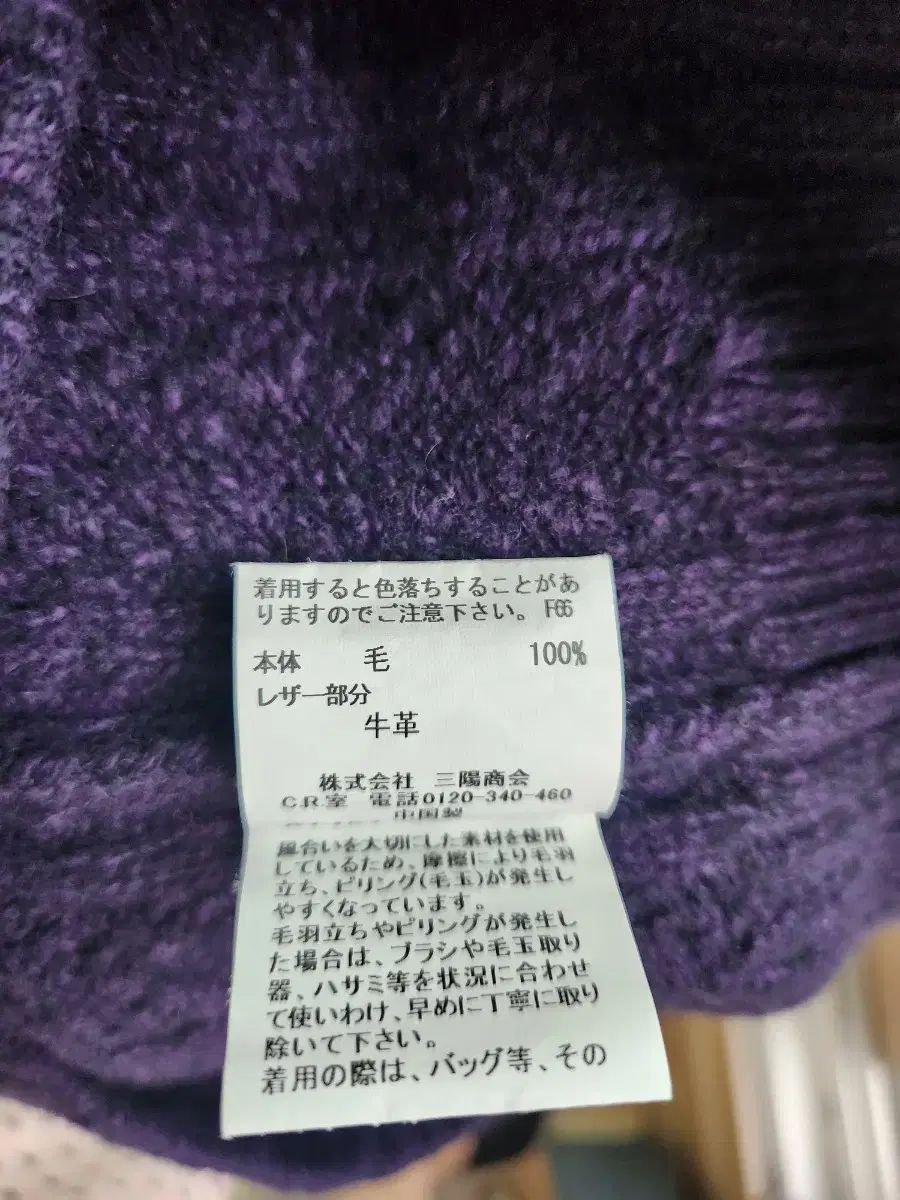 着用すると色落ちすることがあ
りますのでご注意下さい。 F66
本体 毛 100%
レザー部分
牛革
株式会社 三陽商会
C.R.室 電話0120-340-460
中国製
風合いを大切にした素材を使用
しているため、摩擦により毛羽
立ち、ピリング(毛玉)が発生し
やすくなっています。
毛羽立ちやピリングが発生し
た場合は、ブラシや毛玉取り
器、ハサミ等を状況に合わせ
て使いわけ、早めに丁寧に取り
除いて下さい。
着用の際は、バッグ等、その